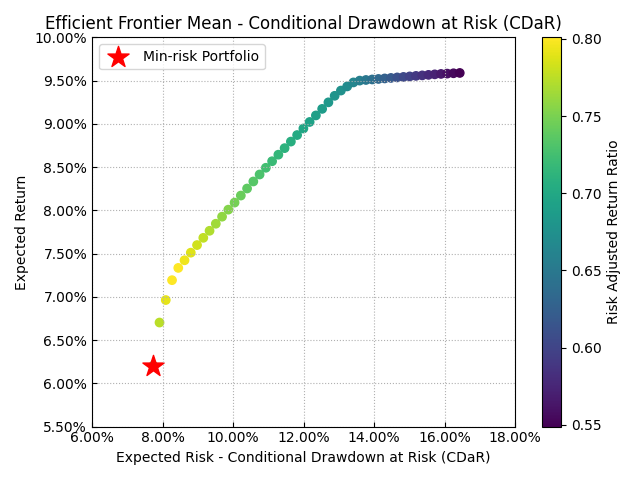 Efficient Frontier Mean - Conditional Drawdown at Risk (CDaR)
Min-risk Portfolio
10.00%
9.50%
9.00%
8.50%
8.00%
7.50%
7.00%
6.50%
6.00%
5.50%
Expected Return
6.00% 8.00% 10.00% 12.00% 14.00% 16.00% 18.00%
Expected Risk - Conditional Drawdown at Risk (CDaR)
0.80
0.75
0.70
0.65
0.60
0.55
Risk Adjusted Return Ratio